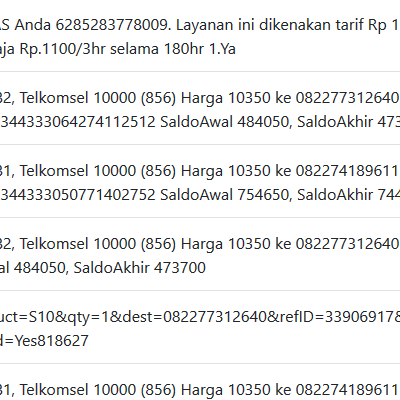 AS Anda 6285283778009. Layanan ini dikenakan tarif Rp 1
ja Rp.1100/3hr selama 180hr 1.Ya
32, Telkomsel 10000 (856) Harga 10350 ke 082277312640
344333064274112512 SaldoAwal 484050, SaldoAkhir 473
31, Telkomsel 10000 (856) Harga 10350 ke 082274189611
344333050771402752 SaldoAwal 754650, SaldoAkhir 744
32, Telkomsel 10000 (856) Harga 10350 ke 082277312640
al 484050, SaldoAkhir 473700
uct=S10&qty=1&dest=082277312640&refID=33906917&
d=Yes818627
31, Telkomsel 10000 (856) Harga 10350 ke 082274189611